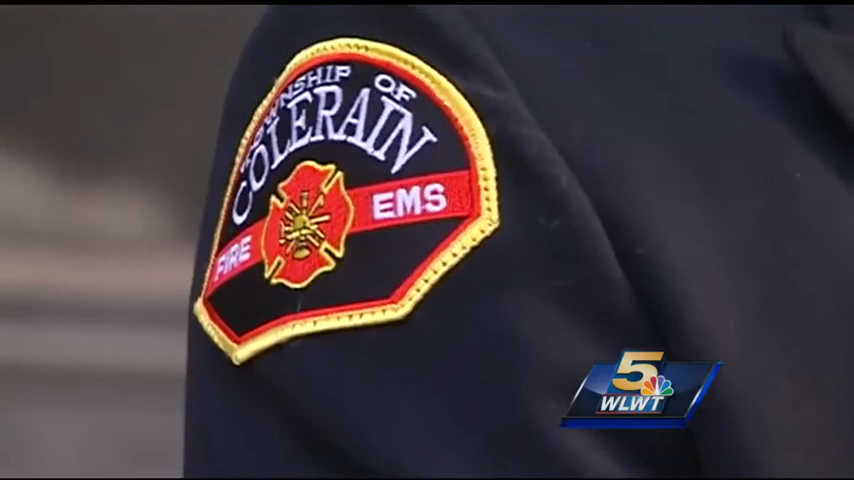 TOWNSHIP OF
COLERAIN
FIRE EMS
5
WLWT